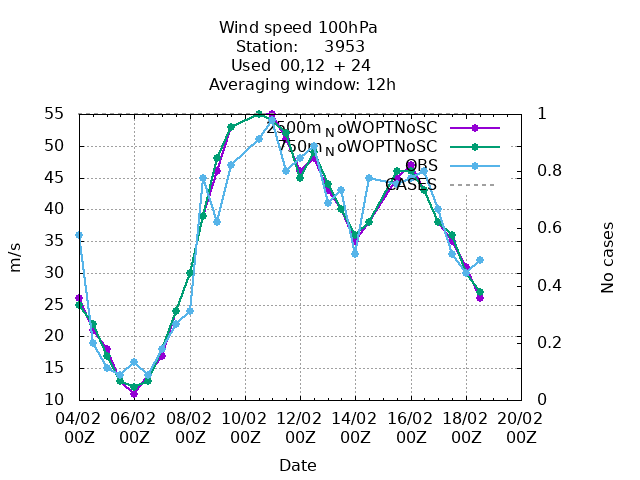 Wind speed 100hPa
Station: 3953
Used 00,12 + 24
Averaging window: 12h
55
50
45
40
35
30
25
20
15
10
1
0.8
0.6
0.4
0.2
0
2500m NoWOPTNoSC
750m NoWOPTNoSC
OBS
CASES
m/s
No cases
04/02 06/02 08/02 10/02 12/02 14/02 16/02 18/02 20/02
00Z 00Z 00Z 00Z 00Z 00Z 00Z 00Z 00Z
Date